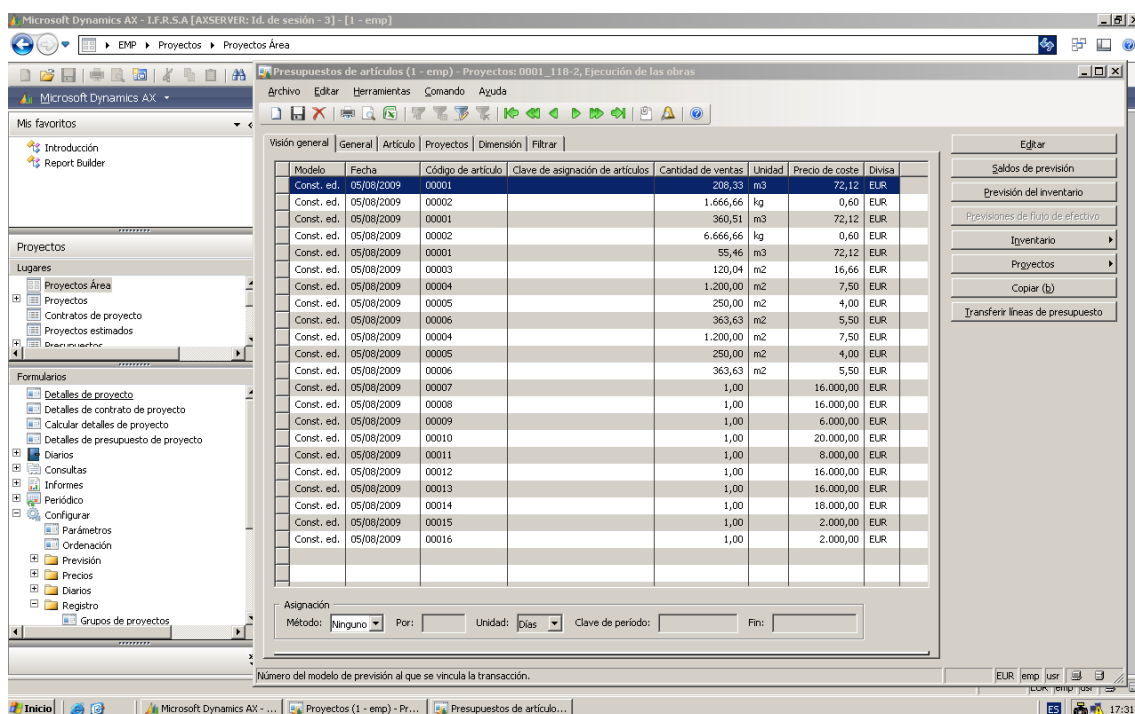 Microsoft Dynamics AX - I.F.R.S.A [AXSERVER: Id. de sesión - 3] - [1 - emp]
EMP Proyectos Proyectos Área
Presupuestos de artículos (1 - emp) - Proyectos: 0001_118-2, Ejecución de las obras
Archivo Editar Herramientas Comando Ayuda
Microsoft Dynamics AX
Mis favoritos
Introducción
Report Builder
Proyectos
Lugares
Proyectos Área
Proyectos
Contratos de proyecto
Proyectos estimados
Presupuestos
Formularios
Detalles de proyecto
Detalles de contrato de proyecto
Calcular detalles de proyecto
Detalles de presupuesto de proyecto
Diarios
Consultas
Informes
Periódico
Configurar
Parámetros
Ordenación
Previsión
Precios
Diarios
Registro
Grupos de proyectos
Visión general General Artículo Proyectos Dimensión Filtrar
Modelo Fecha Código de artículo Clave de asignación de artículos Cantidad de ventas Unidad Precio de coste Divisa
Const. ed. 05/08/2009 00001 208,33 m3 72,12 EUR
Const. ed. 05/08/2009 00002 1.666,66 kg 0,60 EUR
Const. ed. 05/08/2009 00001 360,51 m3 72,12 EUR
Const. ed. 05/08/2009 00002 6.666,66 kg 0,60 EUR
Const. ed. 05/08/2009 00001 55,46 m3 72,12 EUR
Const. ed. 05/08/2009 00003 120,04 m2 16,66 EUR
Const. ed. 05/08/2009 00004 1.200,00 m2 7,50 EUR
Const. ed. 05/08/2009 00005 250,00 m2 4,00 EUR
Const. ed. 05/08/2009 00006 363,63 m2 5,50 EUR
Const. ed. 05/08/2009 00004 1.200,00 m2 7,50 EUR
Const. ed. 05/08/2009 00005 250,00 m2 4,00 EUR
Const. ed. 05/08/2009 00006 363,63 m2 5,50 EUR
Const. ed. 05/08/2009 00007 1,00 16.000,00 EUR
Const. ed. 05/08/2009 00008 1,00 16.000,00 EUR
Const. ed. 05/08/2009 00009 1,00 6.000,00 EUR
Const. ed. 05/08/2009 00010 1,00 20.000,00 EUR
Const. ed. 05/08/2009 00011 1,00 8.000,00 EUR
Const. ed. 05/08/2009 00012 1,00 16.000,00 EUR
Const. ed. 05/08/2009 00013 1,00 16.000,00 EUR
Const. ed. 05/08/2009 00014 1,00 18.000,00 EUR
Const. ed. 05/08/2009 00015 1,00 2.000,00 EUR
Const. ed. 05/08/2009 00016 1,00 2.000,00 EUR
Asignación
Método: Ninguno Por: Unidad: Días Clave de período: Fin:
Editar
Saldos de previsión
Previsión del inventario
Previsiones de flujo de efectivo
Inventario
Proyectos
Copiar (b)
Transferir líneas de presupuesto
Número del modelo de previsión al que se vincula la transacción.
EUR emp usr
EUR emp usr
Inicio Microsoft Dynamics AX - ... Proyectos (1 - emp) - Pr... Presupuestos de artículo... ES 17:31